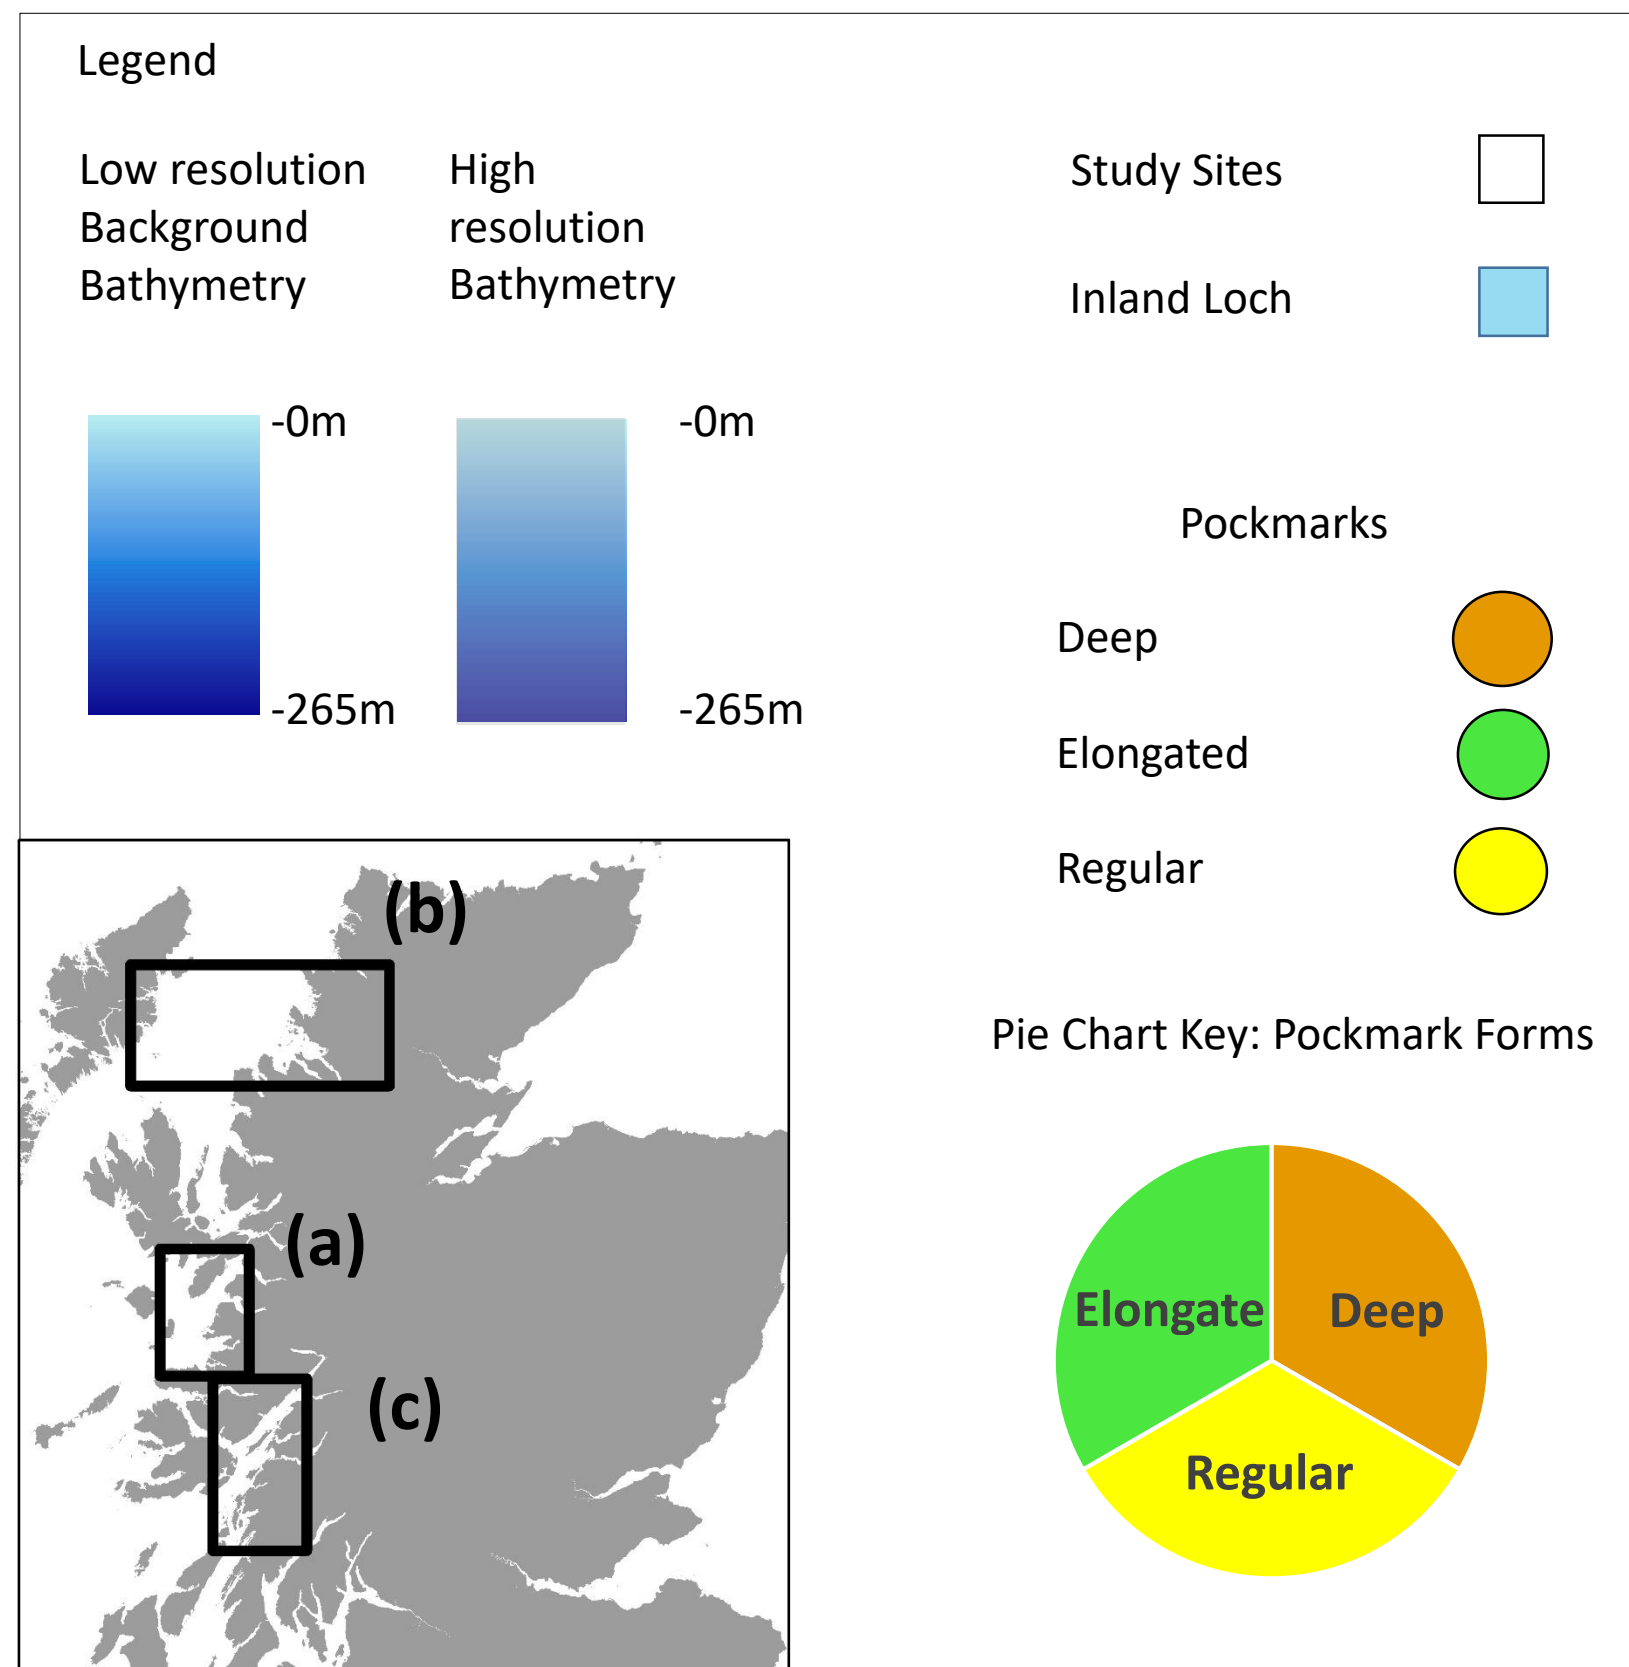 Legend
Low resolution
Background
Bathymetry
High
resolution
Bathymetry
-0m
-265m
-0m
-265m
Study Sites
Inland Loch
Pockmarks
Deep
Elongated
Regular
Pie Chart Key: Pockmark Forms
Elongate
Deep
Regular
(b)
(a)
(c)